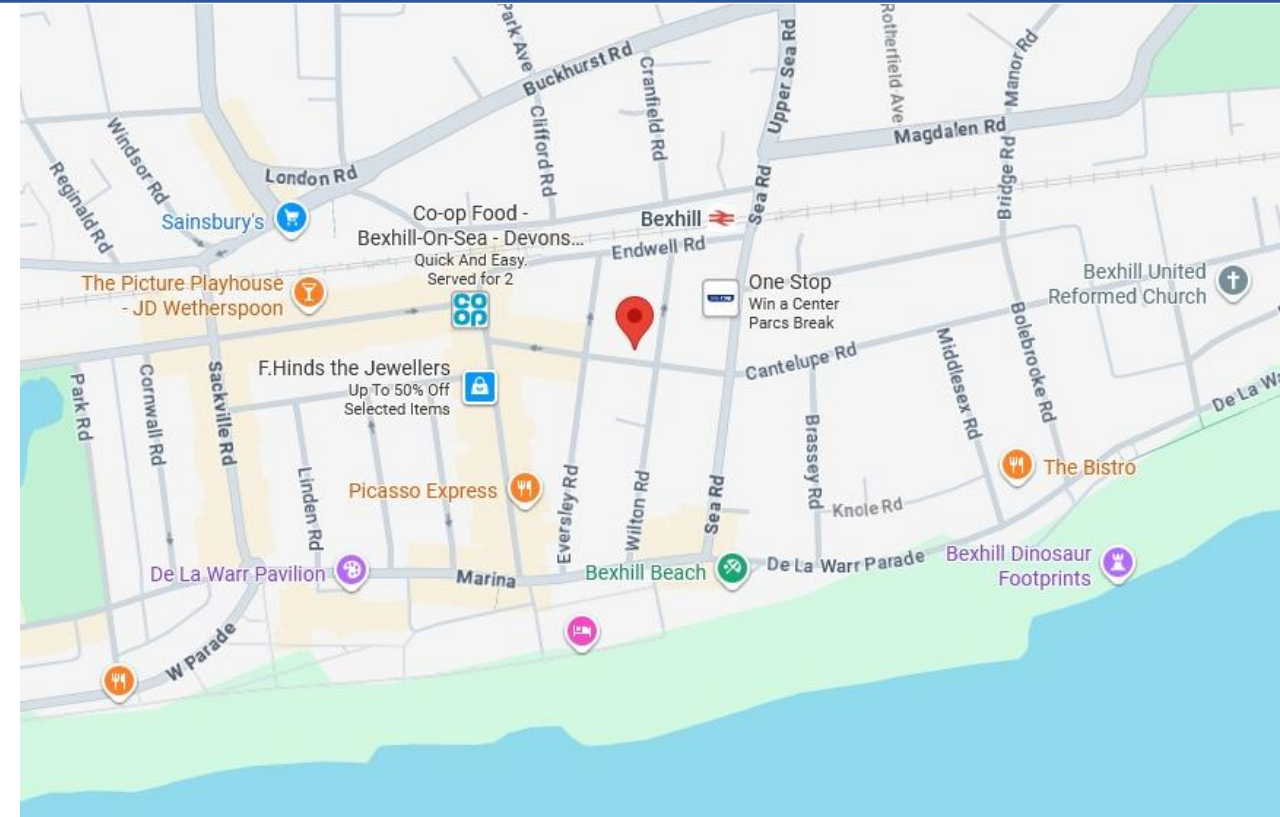 Park Ave
Buckhurst Rd
Cranfield Rd
Clifford Rd
Upper Sea Rd
Rotherfield Ave
Manor Rd
Magdalen Rd
Bridge Rd
Windsor Rd
Reginald Rd
London Rd
Sainsbury's
Co-op Food -
Bexhill-On-Sea - Devons...
Quick And Easy.
Served for 2
CO
OP
Bexhill
Sea Rd
Endwell Rd
The Picture Playhouse
- JD Wetherspoon
One Stop
Win a Center
Parcs Break
Bexhill United
Reformed Church
F.Hinds the Jewellers
Up To 50% Off
Selected Items
Cantelupe Rd
Middlesex Rd
Bolebrooke Rd
De La Wa
Park Rd
Cornwall Rd
Sackville Rd
Linden Rd
Picasso Express
Eversley Rd
Wilton Rd
Sea Rd
Brassey Rd
Knole Rd
The Bistro
De La Warr Pavilion
Marina
Bexhill Beach
De La Warr Parade
Bexhill Dinosaur
Footprints
W Parade